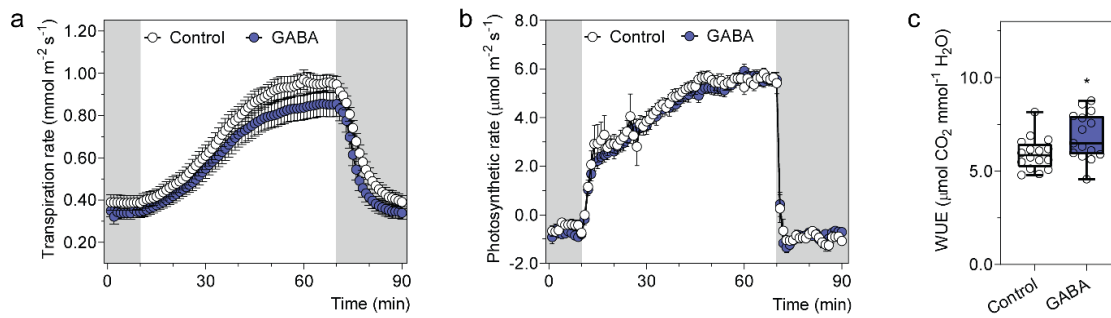 a
Control GABA
Transpiration rate (mmol m⁻² s⁻¹)
1.20
1.00
0.80
0.60
0.40
0.20
30 60 90
Time (min)
b
Control GABA
Photosynthetic rate (μmol m⁻² s⁻¹)
8.0
6.0
4.0
2.0
0.0
-2.0
30 60 90
Time (min)
c
WUE (μmol CO₂ mmol⁻¹ H₂O)
10.0
5.0
0.0
*
Control
GABA